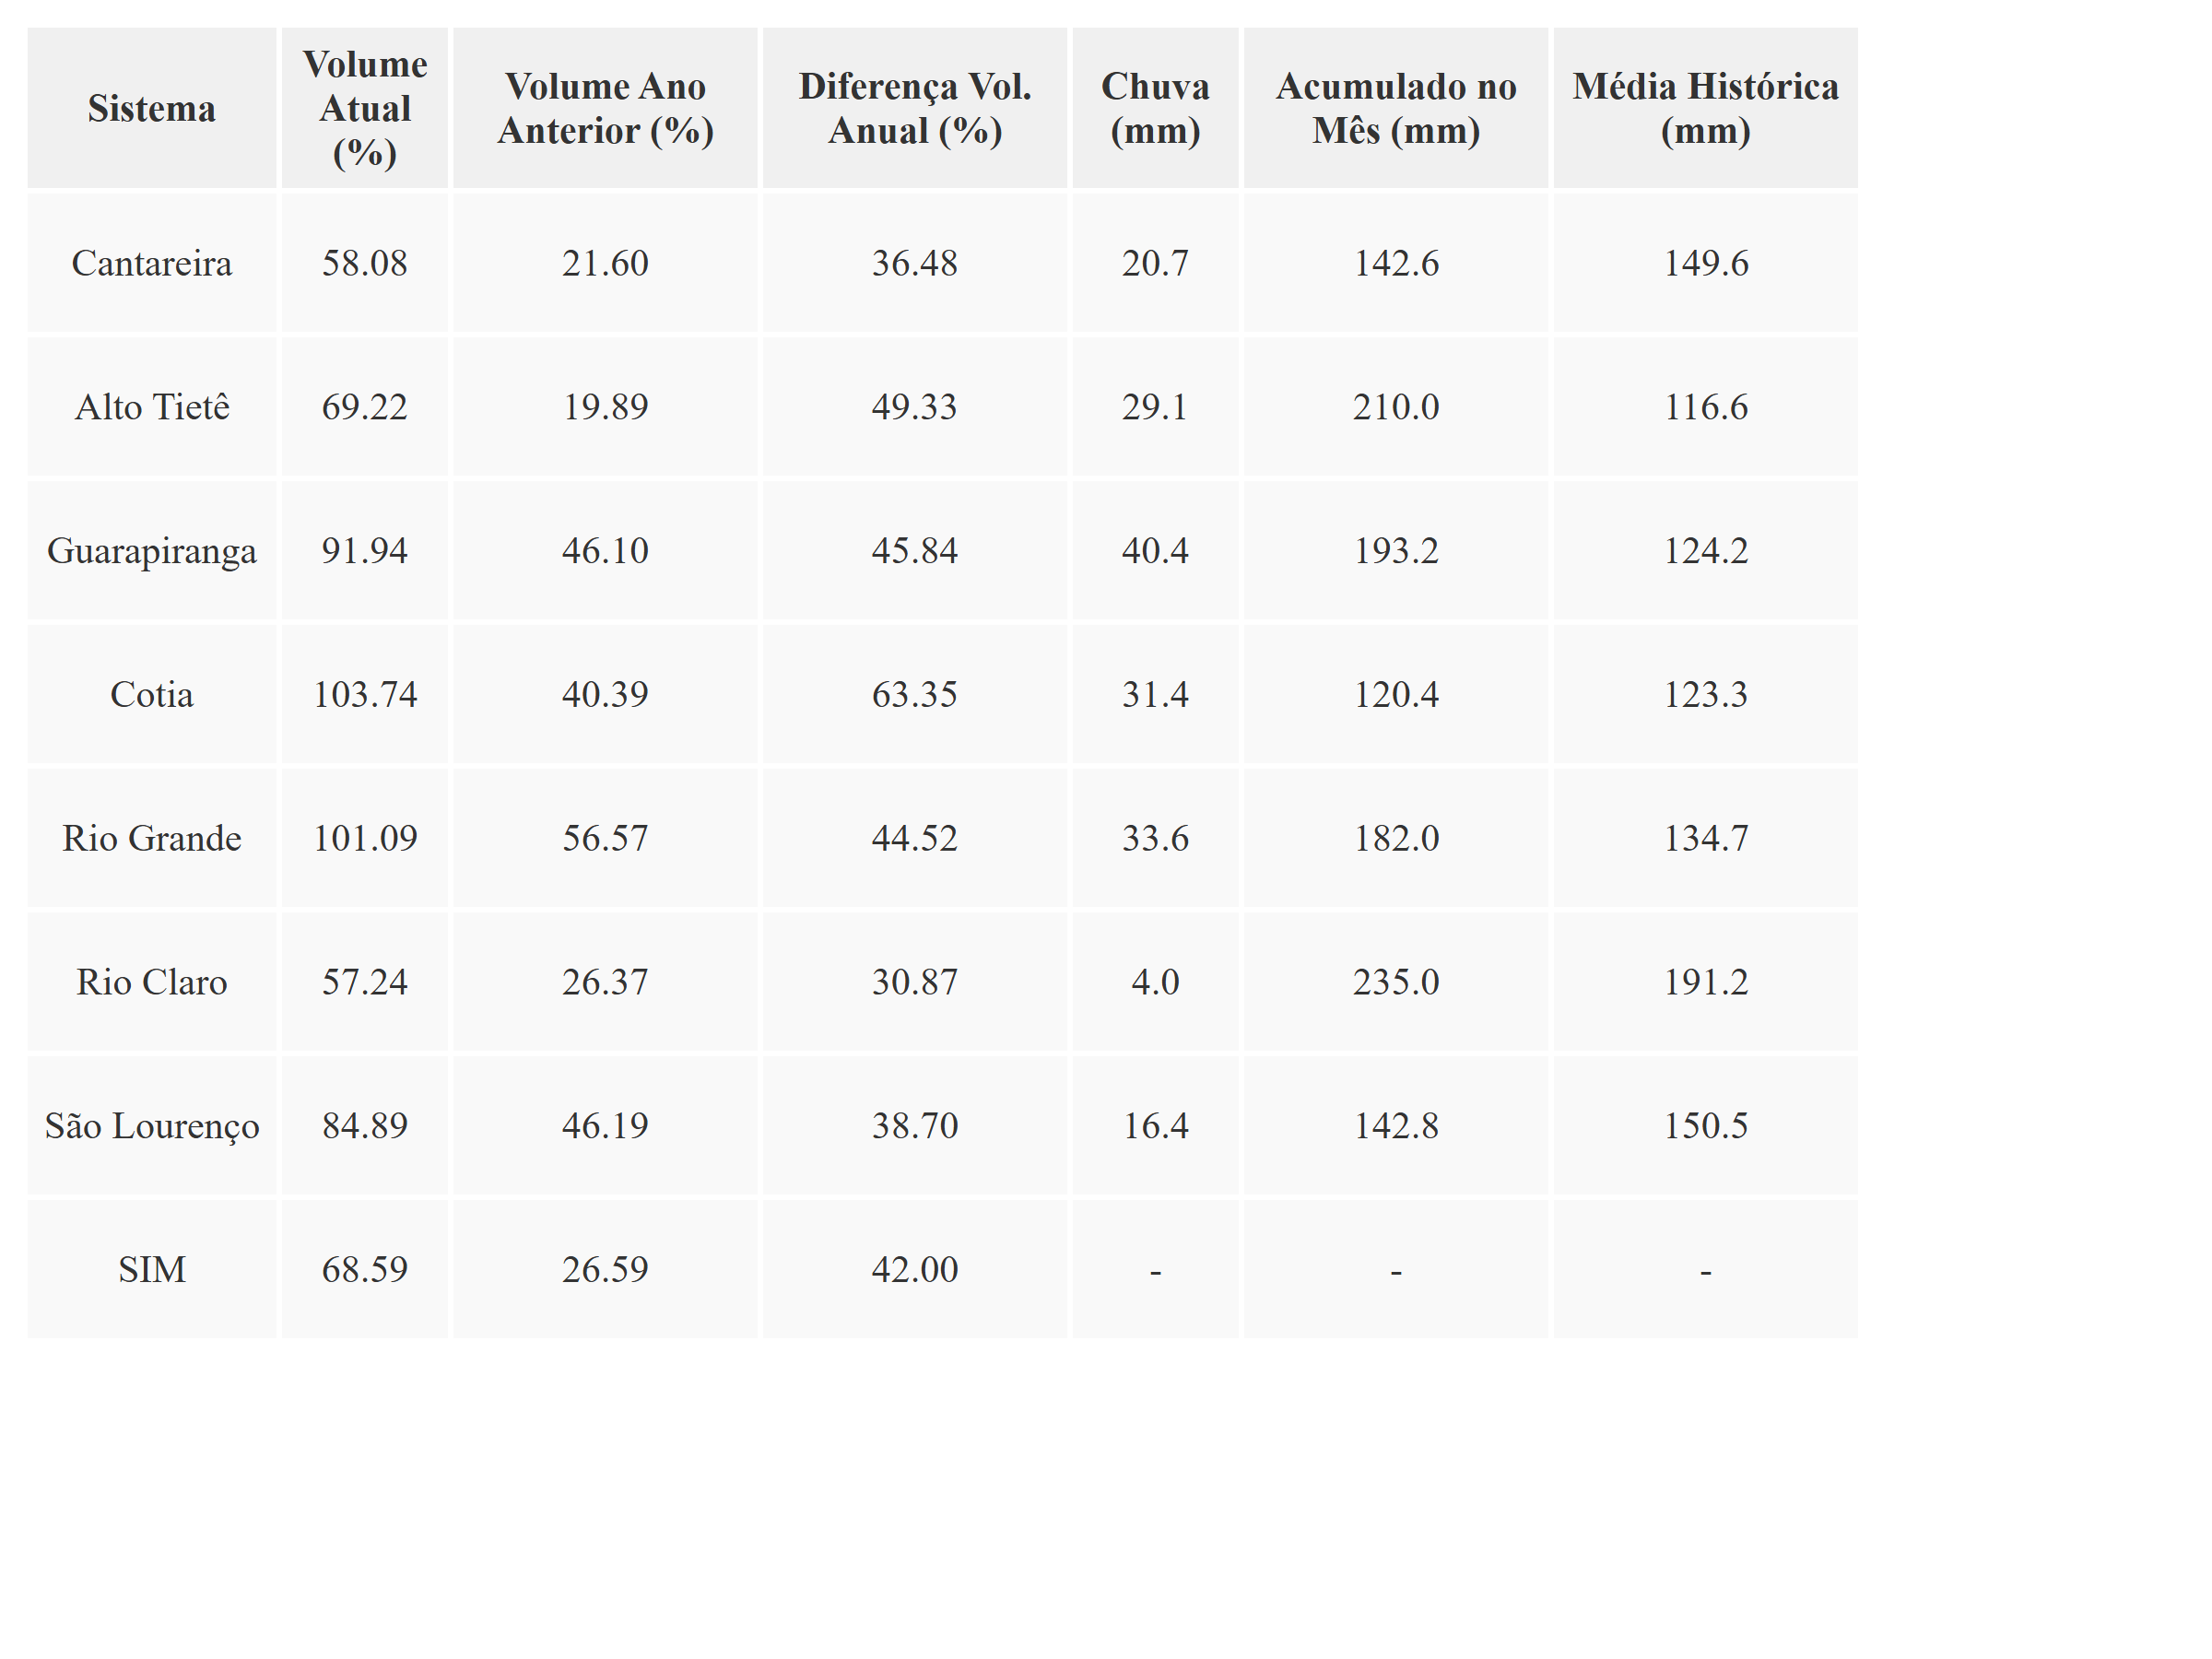 Sistema Volume Atual (%) Volume Ano Anterior (%) Diferença Vol. Anual (%) Chuva (mm) Acumulado no Mês (mm) Média Histórica (mm)
Cantareira 58.08 21.60 36.48 20.7 142.6 149.6
Alto Tietê 69.22 19.89 49.33 29.1 210.0 116.6
Guarapiranga 91.94 46.10 45.84 40.4 193.2 124.2
Cotia 103.74 40.39 63.35 31.4 120.4 123.3
Rio Grande 101.09 56.57 44.52 33.6 182.0 134.7
Rio Claro 57.24 26.37 30.87 4.0 235.0 191.2
São Lourenço 84.89 46.19 38.70 16.4 142.8 150.5
SIM 68.59 26.59 42.00 - - -